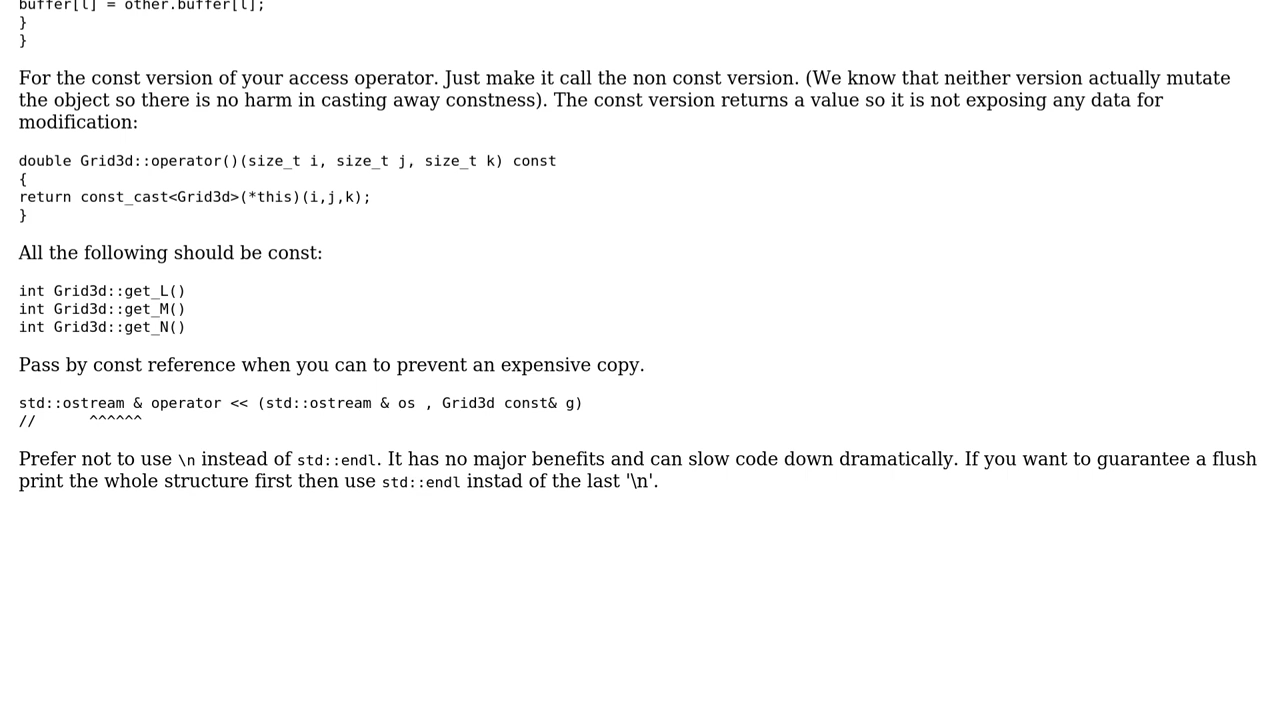 buffer[l] = other.buffer[l];
}
}
For the const version of your access operator. Just make it call the non const version. (We know that neither version actually mutate
the object so there is no harm in casting away constness). The const version returns a value so it is not exposing any data for
modification:
double Grid3d::operator()(size_t i, size_t j, size_t k) const
{
return const_cast<Grid3d>(*this)(i,j,k);
}
All the following should be const:
int Grid3d::get_L()
int Grid3d::get_M()
int Grid3d::get_N()
Pass by const reference when you can to prevent an expensive copy.
std::ostream & operator << (std::ostream & os , Grid3d const& g)
//      ^^^^^^
Prefer not to use \n instead of std::endl. It has no major benefits and can slow code down dramatically. If you want to guarantee a flush
print the whole structure first then use std::endl instad of the last '\n'.